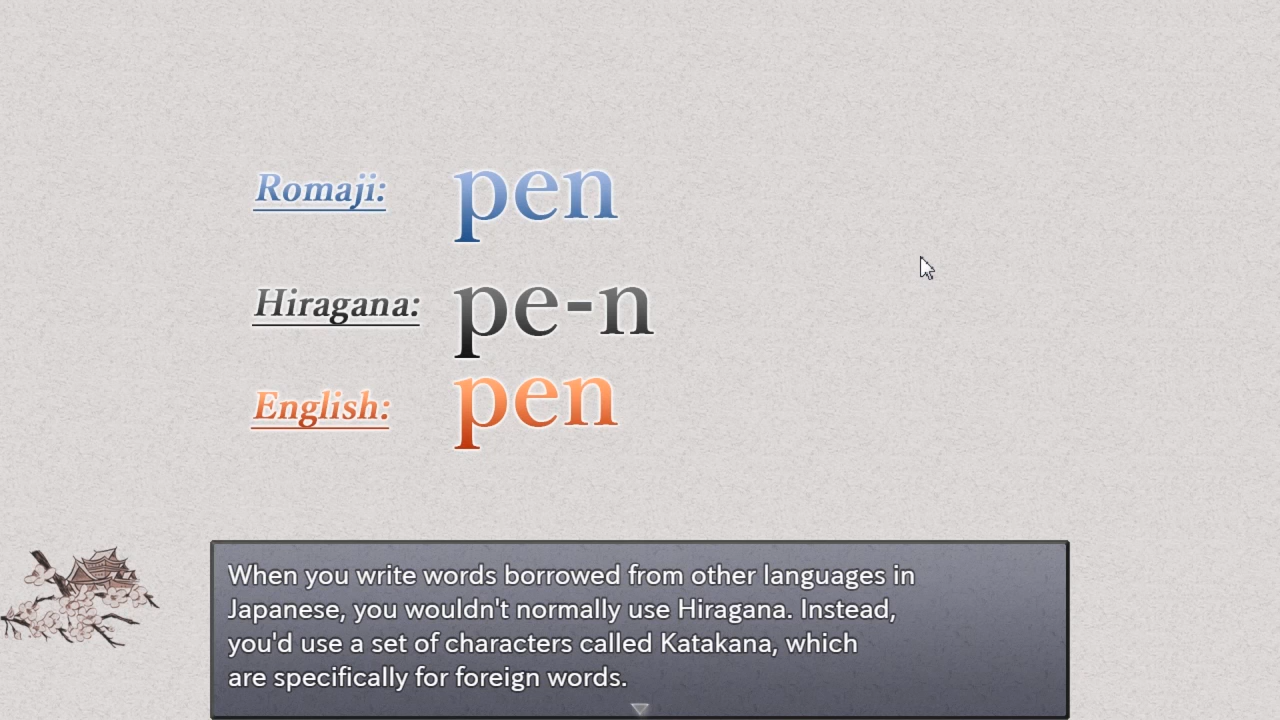 Romaji: pen
Hiragana: pe-n
English: pen
When you write words borrowed from other languages in
Japanese, you wouldn't normally use Hiragana. Instead,
you'd use a set of characters called Katakana, which
are specifically for foreign words.